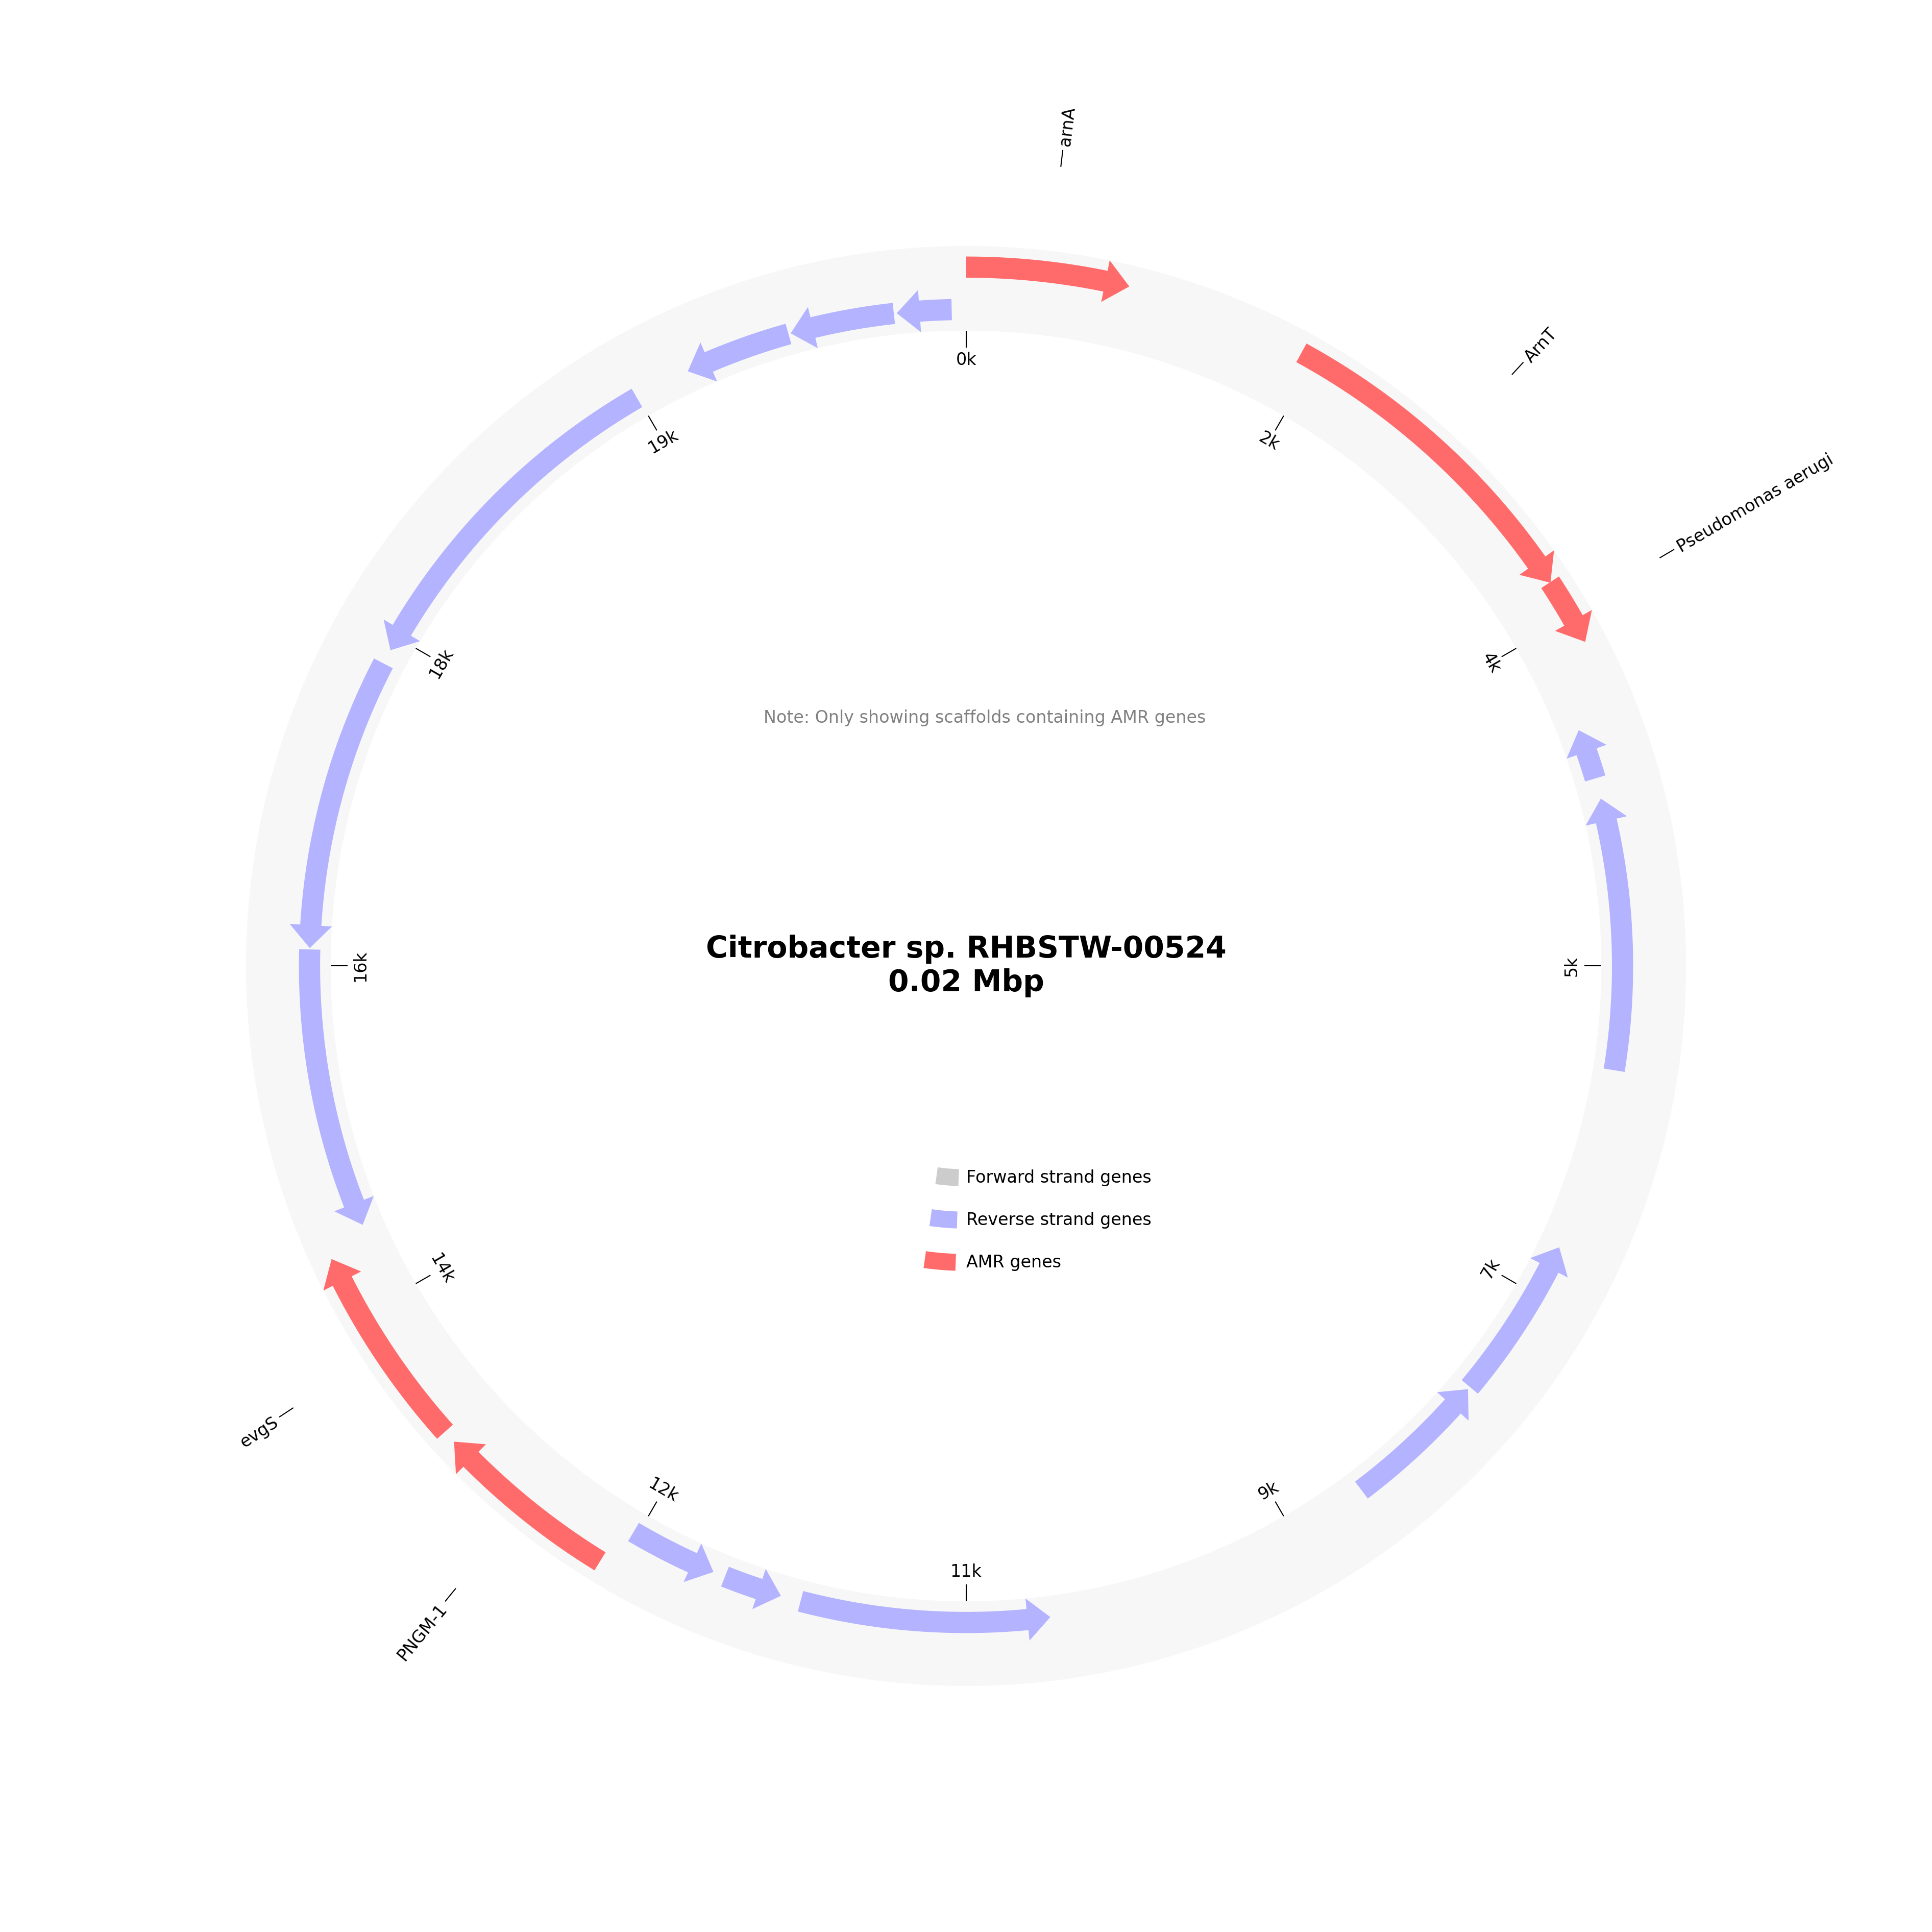 arnA
ArnT
Pseudomonas aerugi
0k
2k
4k
5k
7k
9k
11k
12k
14k
16k
18k
19k
evgS
PNGM-1
Note: Only showing scaffolds containing AMR genes
Citrobacter sp. RHBSTW-00524
0.02 Mbp
Forward strand genes
Reverse strand genes
AMR genes